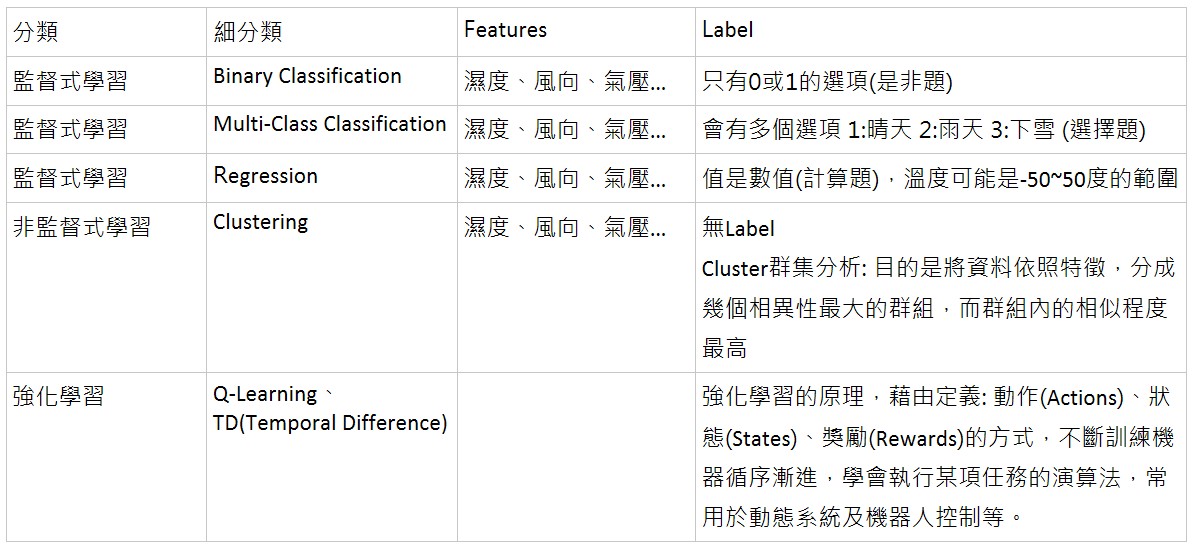 分類 細分類 Features Label
監督式學習 Binary Classification 濕度、風向、氣壓... 只有0或1的選項(是非題)
監督式學習 Multi-Class Classification 濕度、風向、氣壓... 會有多個選項 1:晴天 2:雨天 3:下雪 (選擇題)
監督式學習 Regression 濕度、風向、氣壓... 值是數值(計算題)，溫度可能是-50~50度的範圍
非監督式學習 Clustering 濕度、風向、氣壓... 無Label
Cluster群集分析: 目的是將資料依照特徵，分成
幾個相異性最大的群組，而群組內的相似程度
最高
強化學習 Q-Learning、
TD(Temporal Difference)
強化學習的原理，藉由定義: 動作(Actions)、狀
態(States)、獎勵(Rewards)的方式，不斷訓練機
器循序漸進，學會執行某項任務的演算法，常
用於動態系統及機器人控制等。